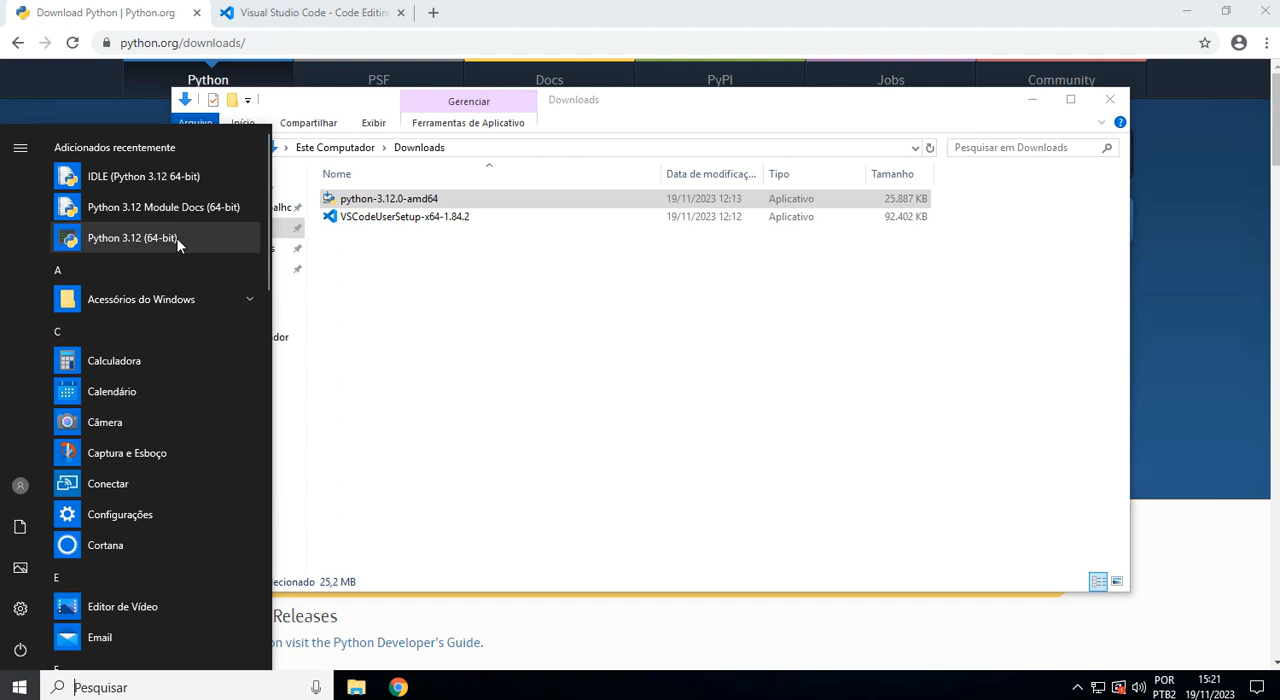 Download Python | Python.org
Visual Studio Code - Code Editin
python.org/downloads/
Python
PSF
Docs
PyPI
Jobs
Community
Gerenciar
Downloads
Arquivo
Início
Compartilhar
Exibir
Ferramentas de Aplicativo
Este Computador > Downloads
Pesquisar em Downloads
Nome
Data de modificaç...
Tipo
Tamanho
python-3.12.0-amd64
19/11/2023 12:13
Aplicativo
25.887 KB
VSCodeUserSetup-x64-1.84.2
19/11/2023 12:12
Aplicativo
92.402 KB
Adicionados recentemente
IDLE (Python 3.12 64-bit)
Python 3.12 Module Docs (64-bit)
Python 3.12 (64-bit)
A
Acessórios do Windows
C
Calculadora
Calendário
Câmera
Captura e Esboço
Conectar
Configurações
Cortana
E
Editor de Vídeo
Email
ecionado 25,2 MB
Releases
on visit the Python Developer's Guide.
Pesquisar
POR
PTB2
15:21
19/11/2023